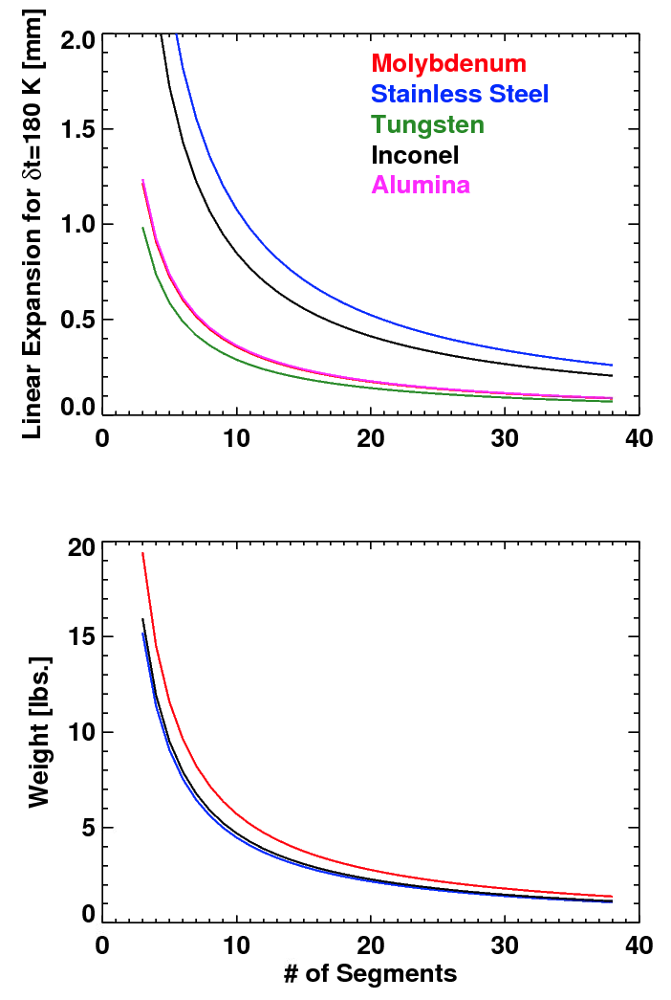 Linear Expansion for δt=180 K [mm]
2.0
1.5
1.0
0.5
0.0
Molybdenum
Stainless Steel
Tungsten
Inconel
Alumina
0 10 20 30 40
Weight [lbs.]
20
15
10
5
0
0 10 20 30 40
# of Segments